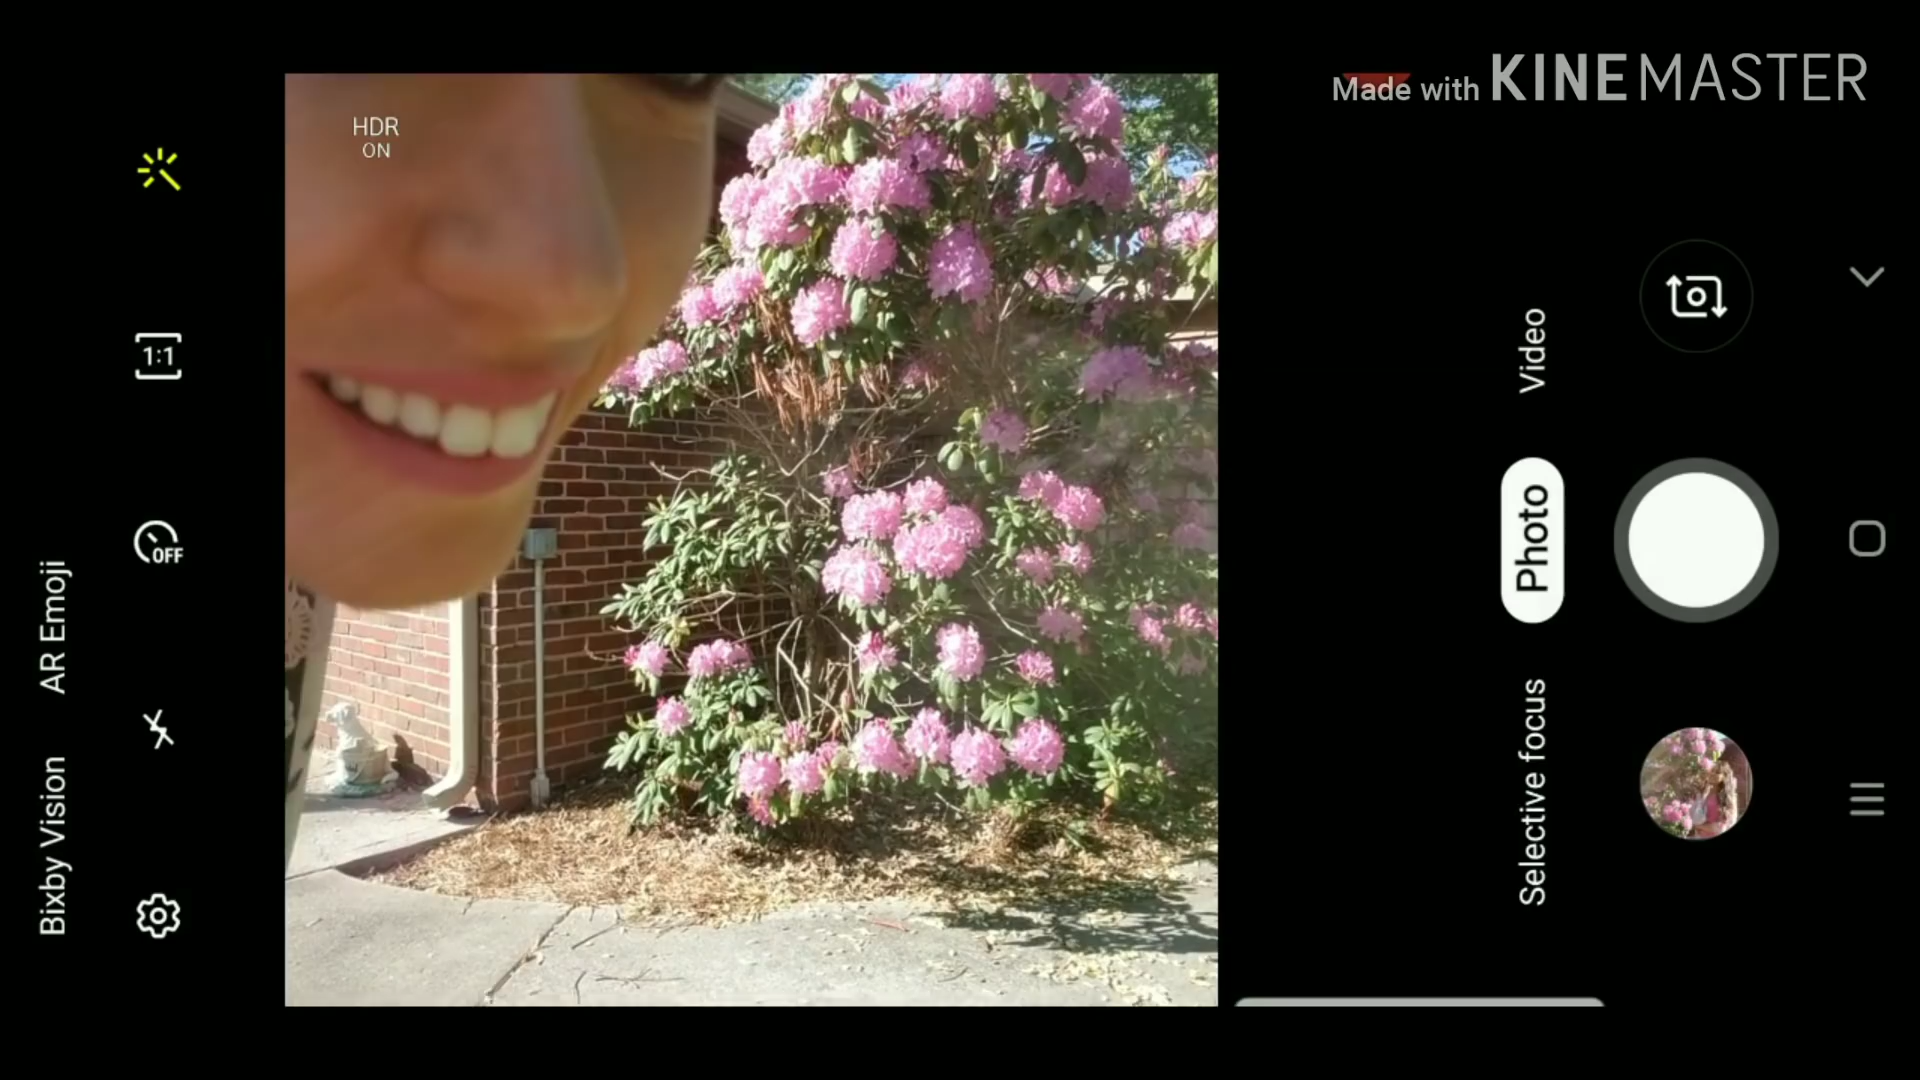 Made with KINEMASTER
HDR
ON
1:1
OFF
AR Emoji
Bixby Vision
Video
Photo
Selective focus